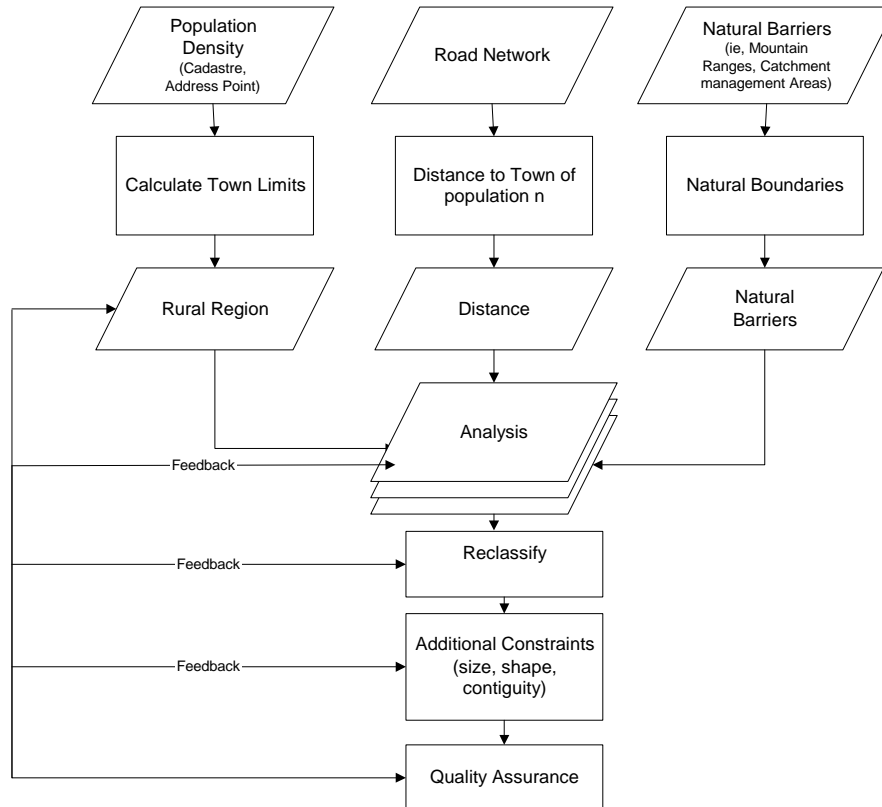 Population
Density
(Cadastre,
Address Point)
Road Network
Natural Barriers
(ie, Mountain
Ranges, Catchment
management Areas)
Calculate Town Limits
Distance to Town of
population n
Natural Boundaries
Rural Region
Distance
Natural
Barriers
Analysis
Feedback
Reclassify
Feedback
Additional Constraints
(size, shape,
contiguity)
Feedback
Quality Assurance